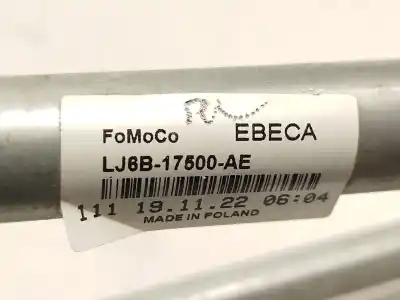 FoMoCo EBECA
LJ6B-17500-AE
111 19.11.22 06:04
MADE IN POLAND